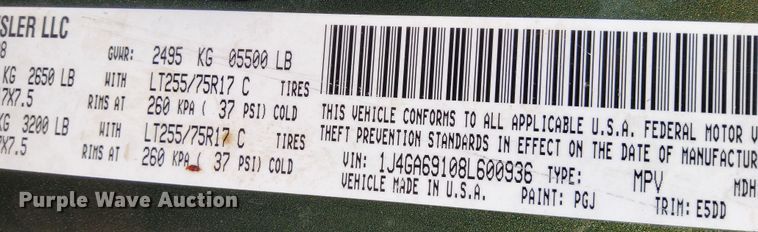 SLER LLC
8 GVWR: 2495 KG 05500 LB
KG 2650 LB WITH LT255/75R17 C TIRES
7X7.5 RIMS AT 260 KPA ( 37 PSI) COLD
KG 3200 LB WITH LT255/75R17 C TIRES
7X7.5 RIMS AT 260 KPA ( 37 PSI) COLD
THIS VEHICLE CONFORMS TO ALL APPLICABLE U.S.A. FEDERAL MOTOR V
THEFT PREVENTION STANDARDS IN EFFECT ON THE DATE OF MANUFACTUR
VIN: 1J4GA69108L600936 TYPE: MPV MDH
VEHICLE MADE IN U.S.A. PAINT: PGJ TRIM: E5DD
Purple Wave Auction